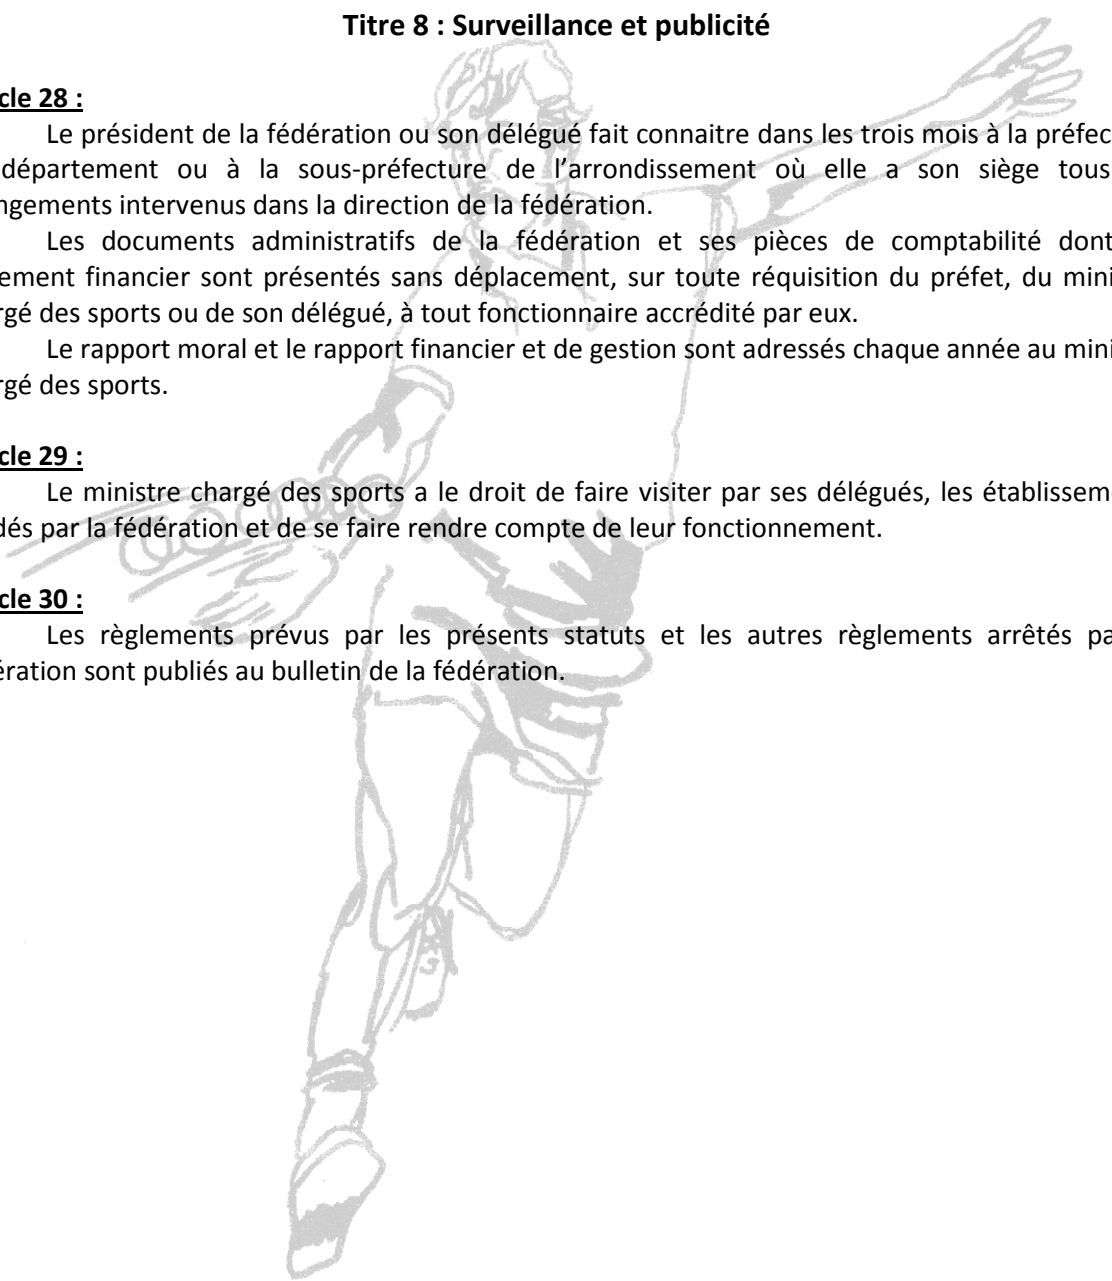 Titre 8 : Surveillance et publicité
cle 28 :
Le président de la fédération ou son délégué fait connaitre dans les trois mois à la préfec
département ou à la sous-préfecture de l’arrondissement où elle a son siège tous
ngements intervenus dans la direction de la fédération.
Les documents administratifs de la fédération et ses pièces de comptabilité dont
ement financier sont présentés sans déplacement, sur toute réquisition du préfet, du mini
rgé des sports ou de son délégué, à tout fonctionnaire accrédité par eux.
Le rapport moral et le rapport financier et de gestion sont adressés chaque année au mini
rgé des sports.
cle 29 :
Le ministre chargé des sports a le droit de faire visiter par ses délégués, les établissem
dés par la fédération et de se faire rendre compte de leur fonctionnement.
cle 30 :
Les règlements prévus par les présents statuts et les autres règlements arrêtés pa
ération sont publiés au bulletin de la fédération.